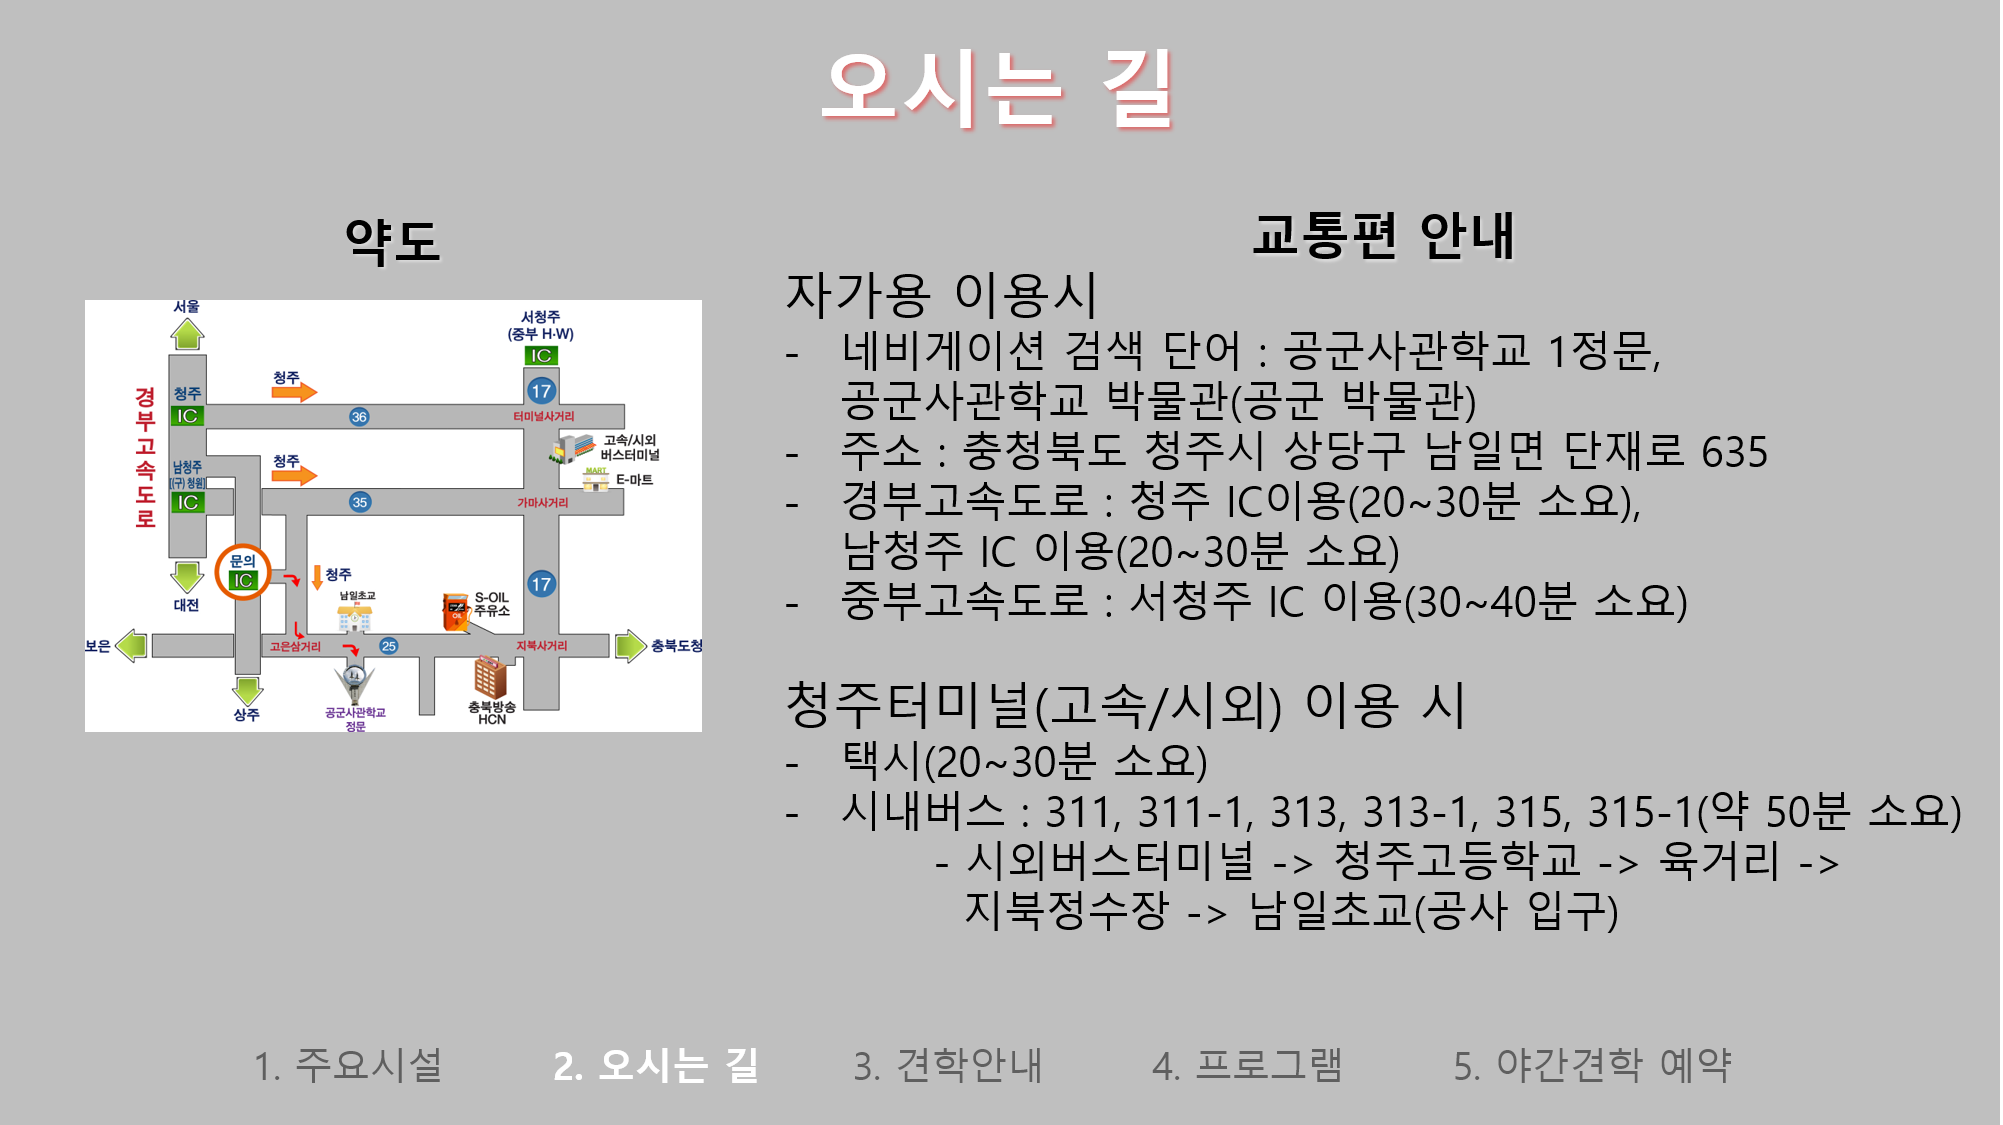 오시는 길
약도
서울
서청주
(중부 H·W)
IC
경부고속도로
청주
IC
청주
17
36
터미널사거리
고속/시외
버스터미널
MART
E-마트
남청주
((구) 청원)
IC
청주
35
가마사거리
문의
IC
청주
남일초교
S-OIL
주유소
17
대전
보은
고은삼거리
25
지북사거리
충북도청
상주
공군사관학교
정문
충북방송
HCN
교통편 안내
자가용 이용시
- 네비게이션 검색 단어 : 공군사관학교 1정문,
공군사관학교 박물관(공군 박물관)
- 주소 : 충청북도 청주시 상당구 남일면 단재로 635
- 경부고속도로 : 청주 IC이용(20~30분 소요),
남청주 IC 이용(20~30분 소요)
- 중부고속도로 : 서청주 IC 이용(30~40분 소요)
청주터미널(고속/시외) 이용 시
- 택시(20~30분 소요)
- 시내버스 : 311, 311-1, 313, 313-1, 315, 315-1(약 50분 소요)
- 시외버스터미널 -> 청주고등학교 -> 육거리 ->
지북정수장 -> 남일초교(공사 입구)
1. 주요시설
2. 오시는 길
3. 견학안내
4. 프로그램
5. 야간견학 예약